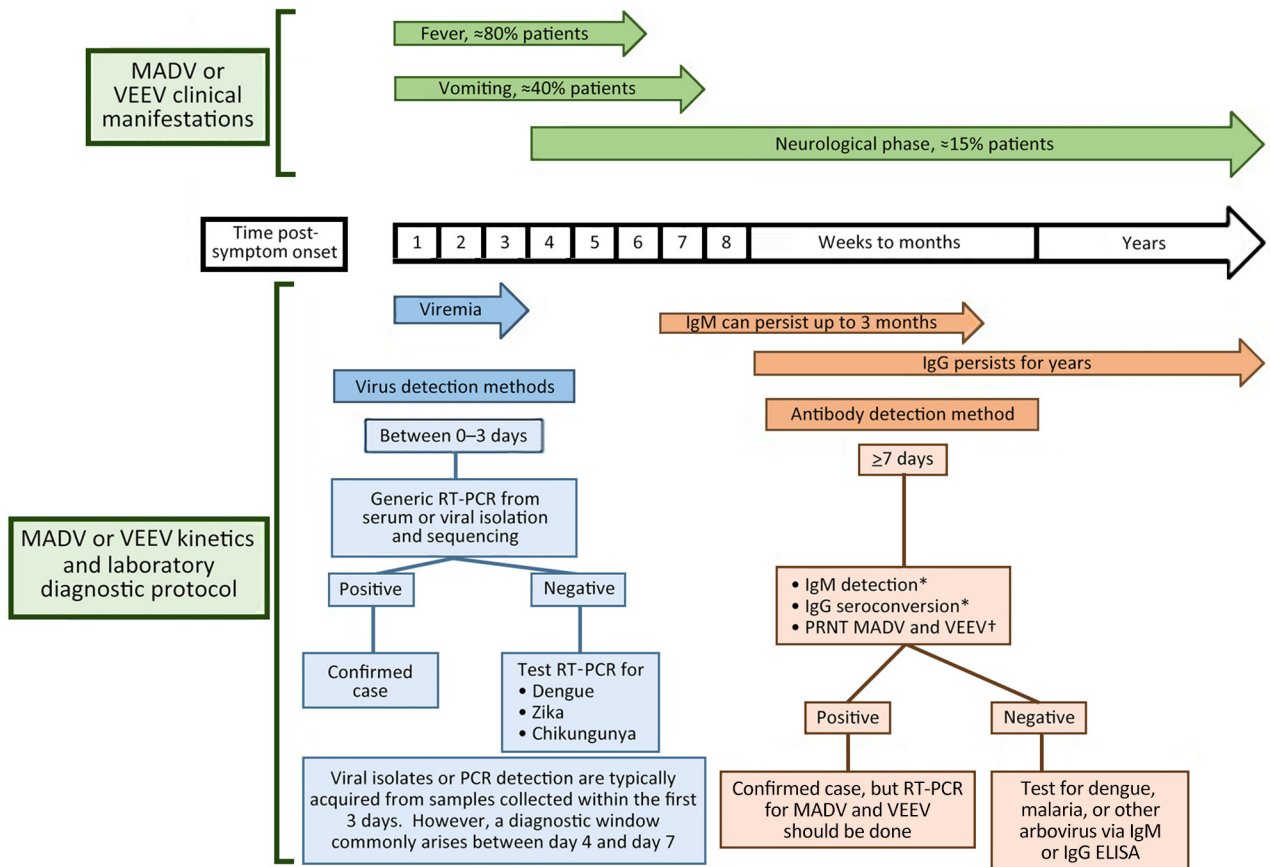 Fever, ≈80% patients
MADV or
VEEV clinical
manifestations
Vomiting, ≈40% patients
Neurological phase, ≈15% patients
Time post-
symptom onset
1 2 3 4 5 6 7 8 Weeks to months Years
Viremia
IgM can persist up to 3 months
IgG persists for years
MADV or VEEV kinetics
and laboratory
diagnostic protocol
Virus detection methods
Between 0–3 days
Generic RT-PCR from
serum or viral isolation
and sequencing
Positive
Negative
Confirmed
case
Test RT-PCR for
• Dengue
• Zika
• Chikungunya
Viral isolates or PCR detection are typically
acquired from samples collected within the first
3 days. However, a diagnostic window
commonly arises between day 4 and day 7
Antibody detection method
≥7 days
• IgM detection*
• IgG seroconversion*
• PRNT MADV and VEEV†
Positive
Negative
Confirmed case, but RT-PCR
for MADV and VEEV
should be done
Test for dengue,
malaria, or other
arbovirus via IgM
or IgG ELISA